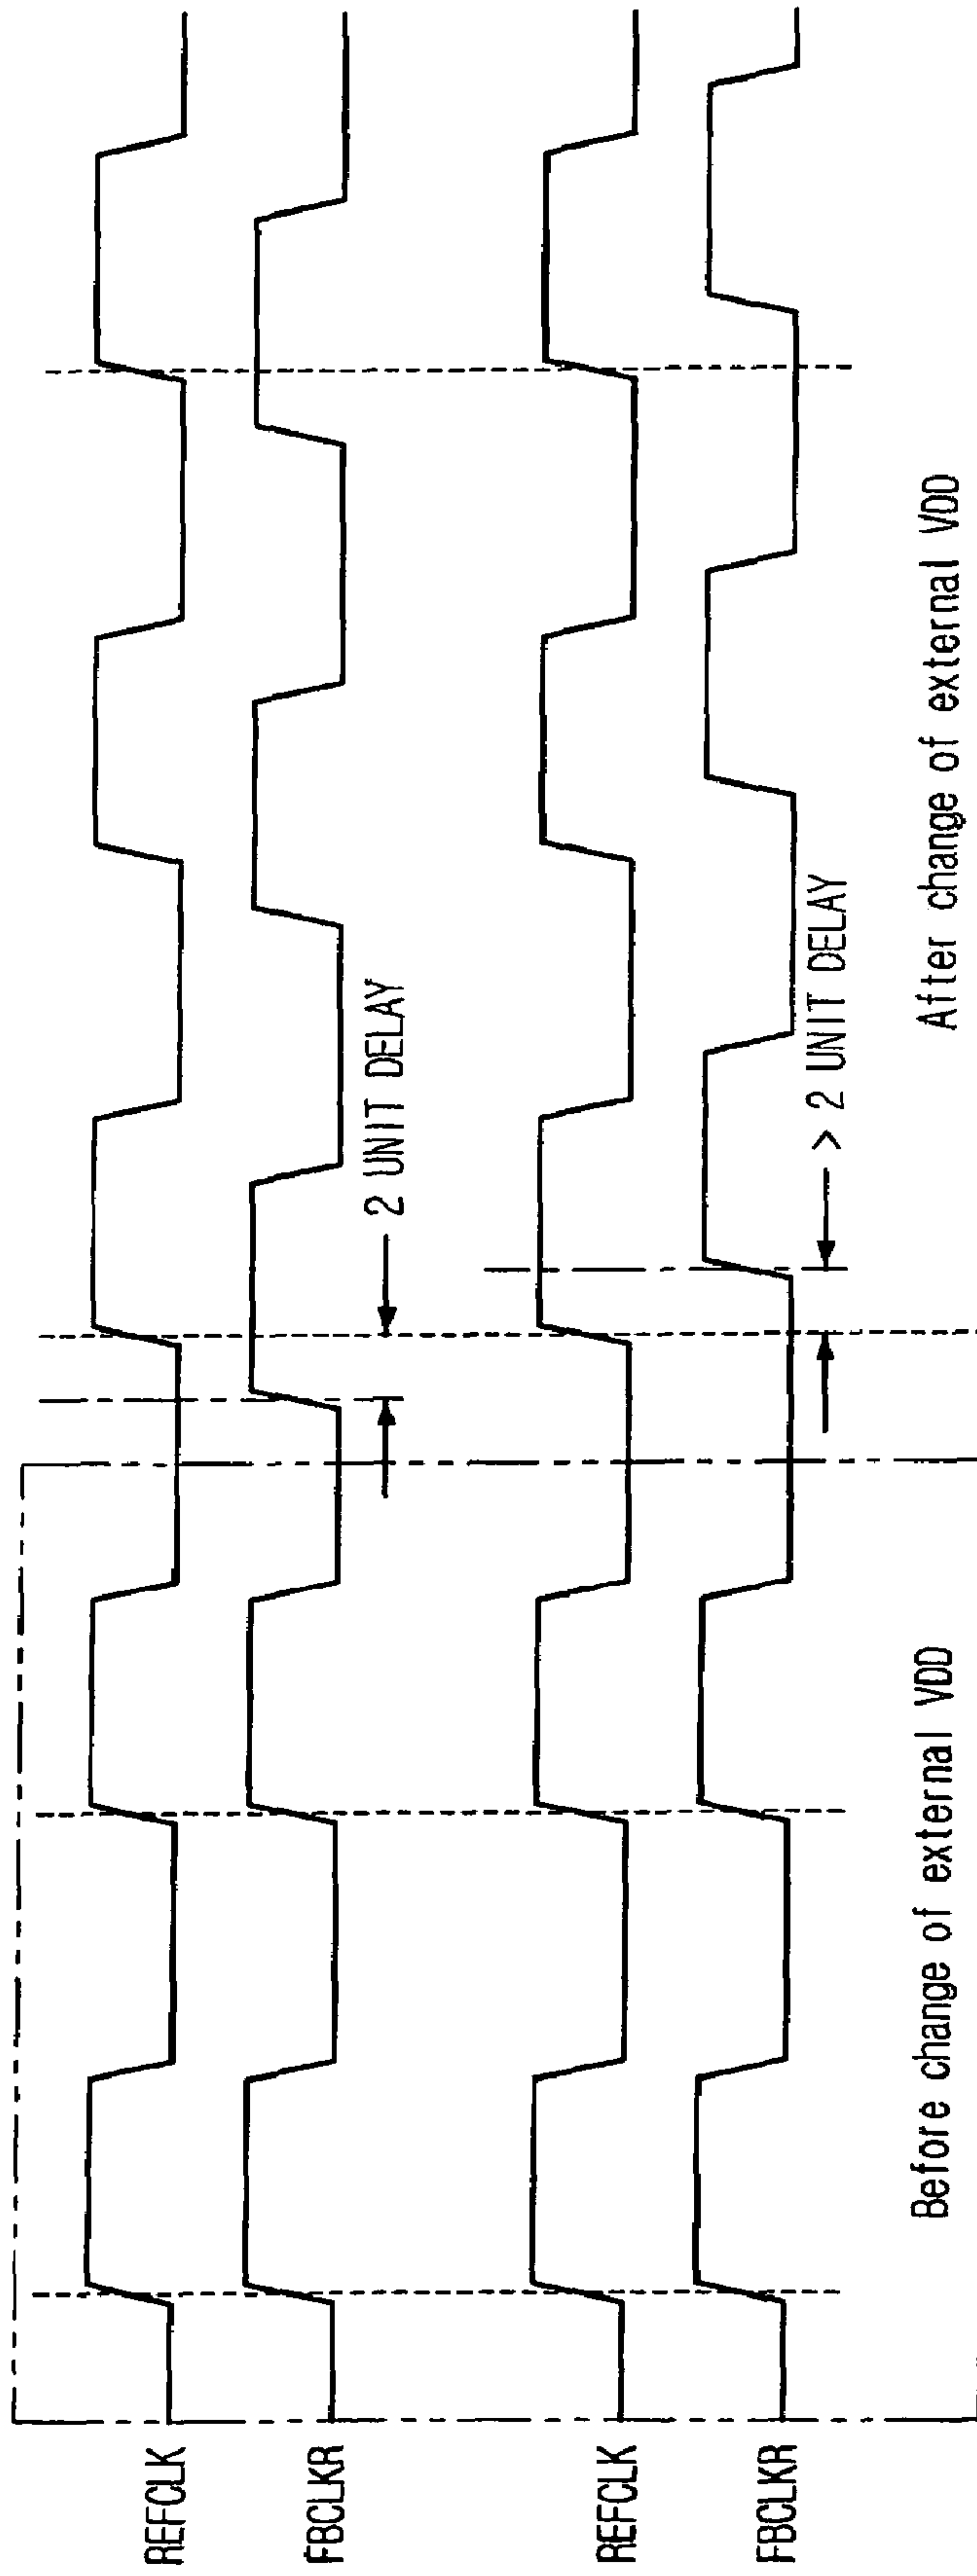 REFCLK
FBCLKR
2 UNIT DELAY
REFCLK
FBCLKR
> 2 UNIT DELAY
Before change of external VDD
After change of external VDD